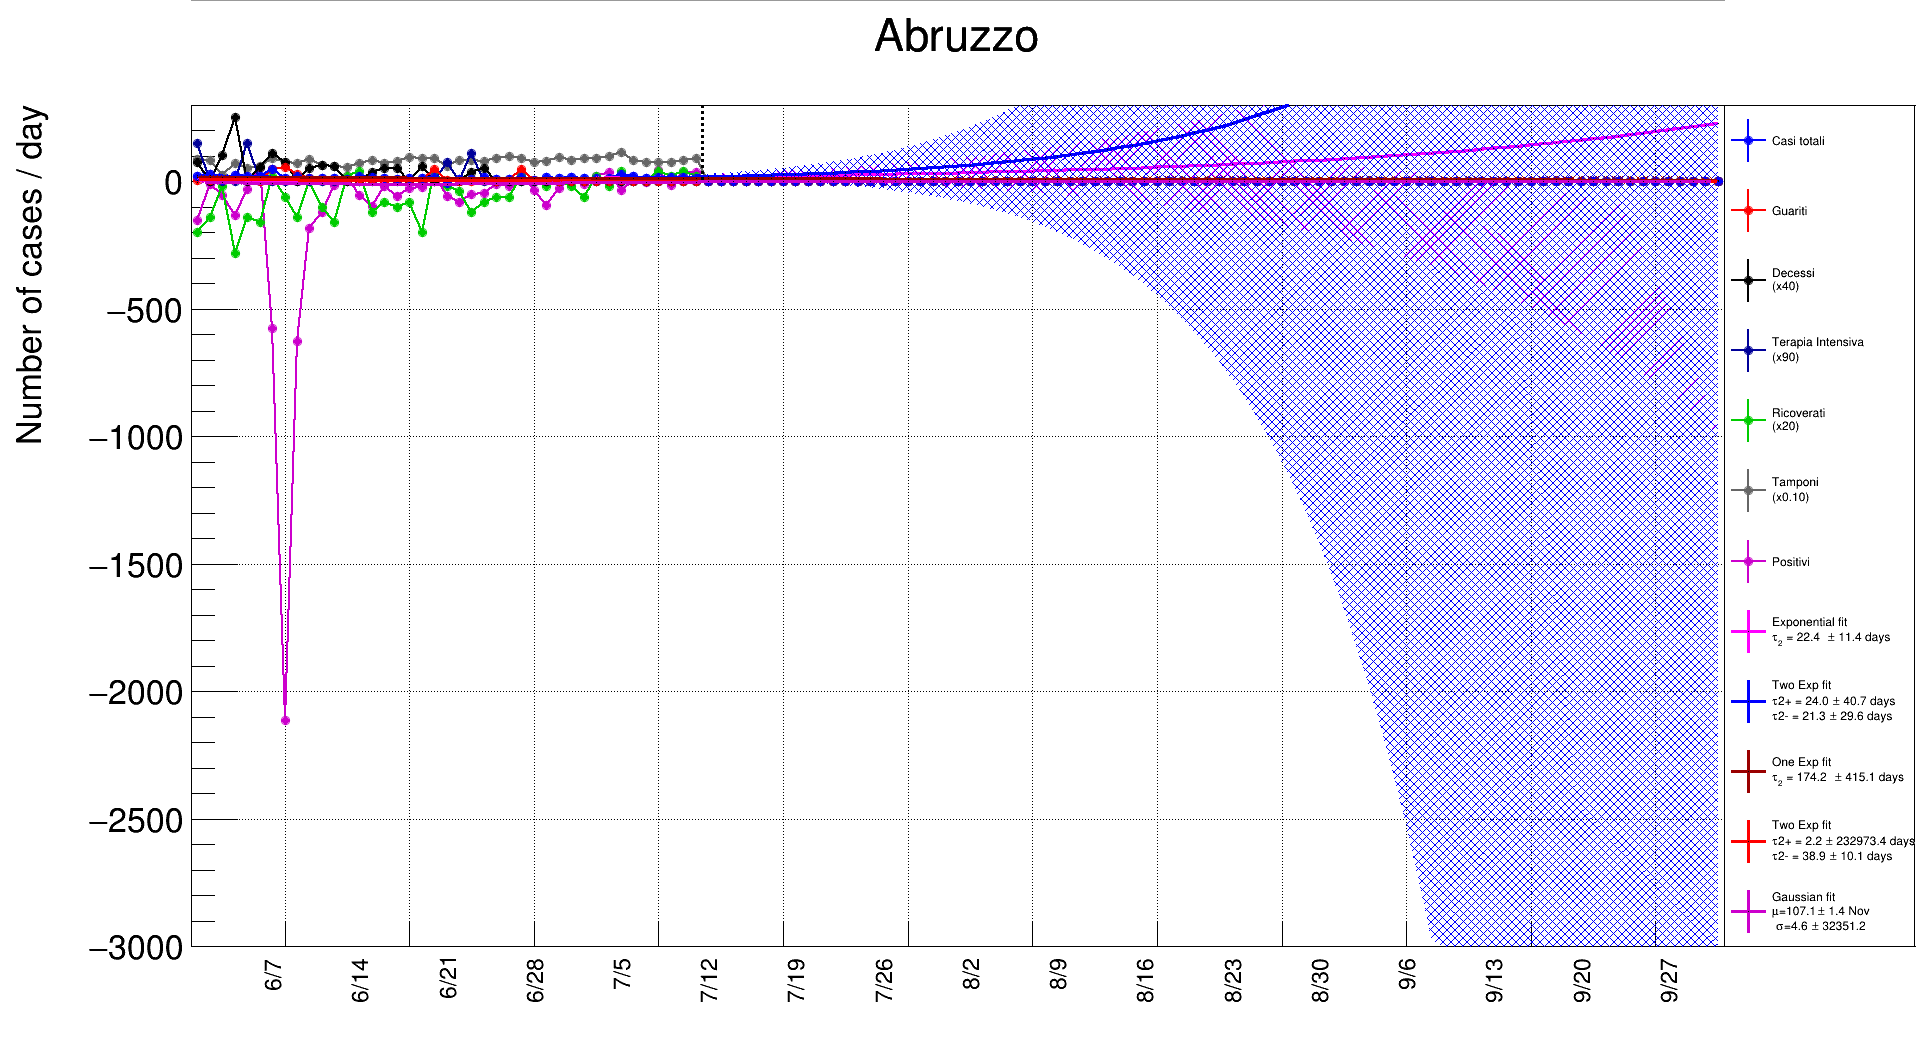 Abruzzo
Number of cases / day
0
−500
−1000
−1500
−2000
−2500
−3000
6/7
6/14
6/21
6/28
7/5
7/12
7/19
7/26
8/2
8/9
8/16
8/23
8/30
9/6
9/13
9/20
9/27
Casi totali
Guariti
Decessi
(x40)
Terapia Intensiva
(x90)
Ricoverati
(x20)
Tamponi
(x0.10)
Positivi
Exponential fit
τ2 = 22.4 ± 11.4 days
Two Exp fit
τ2+ = 24.0 ± 40.7 days
τ2- = 21.3 ± 29.6 days
One Exp fit
τ2 = 174.2 ± 415.1 days
Two Exp fit
τ2+ = 2.2 ± 232973.4 days
τ2- = 38.9 ± 10.1 days
Gaussian fit
μ=107.1± 1.4 Nov
σ=4.6 ± 32351.2